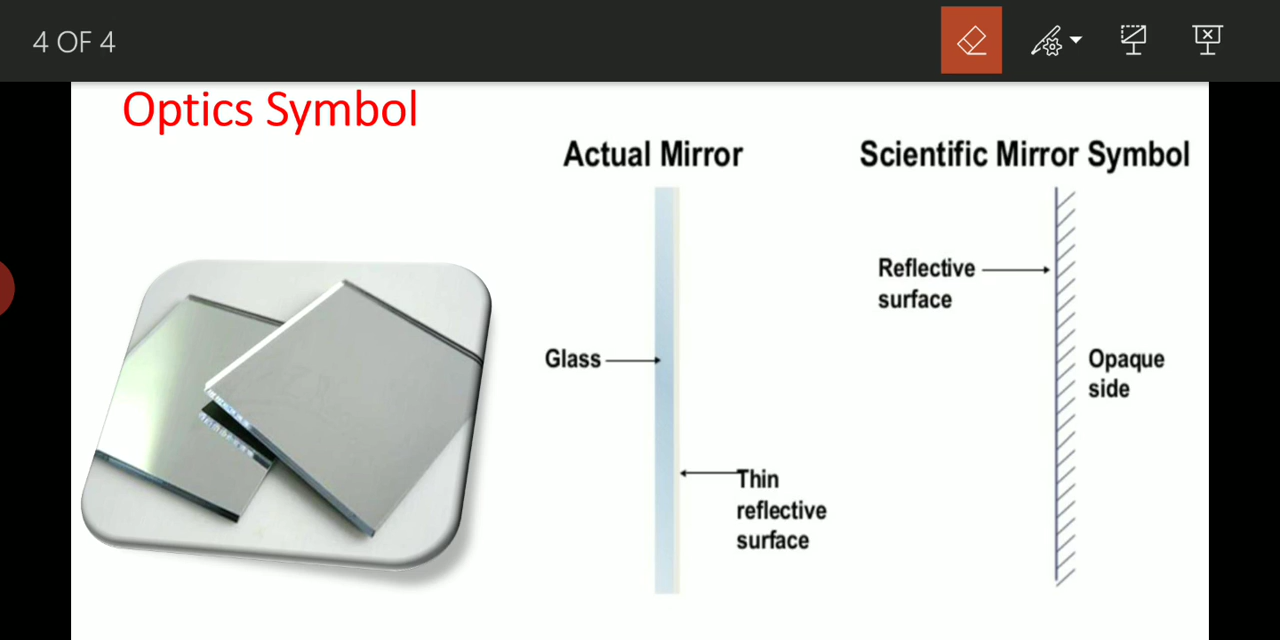 4 OF 4
Optics Symbol
Actual Mirror
Scientific Mirror Symbol
Reflective
surface
Glass
Opaque
side
Thin
reflective
surface